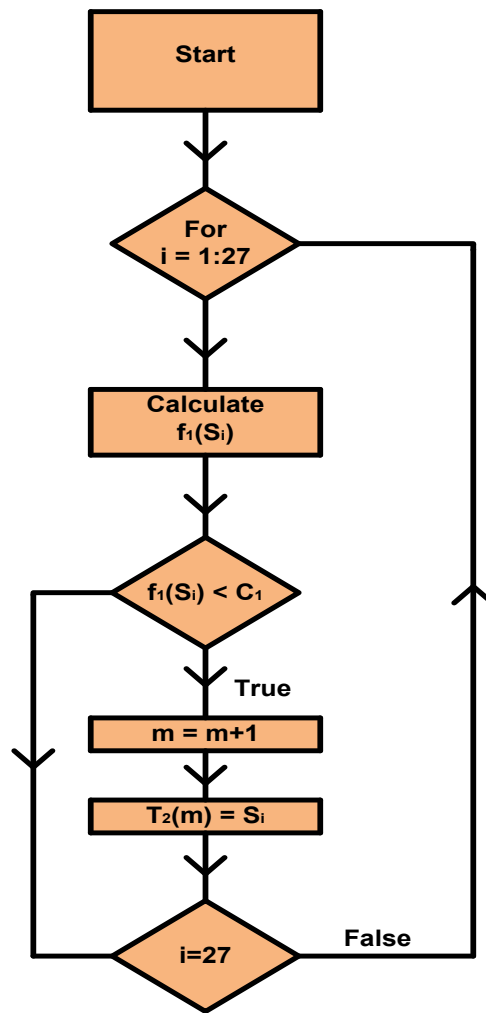 Start
For
i = 1:27
Calculate
f₁(Sᵢ)
f₁(Sᵢ) < C₁
True
m = m+1
T₂(m) = Sᵢ
i=27
False